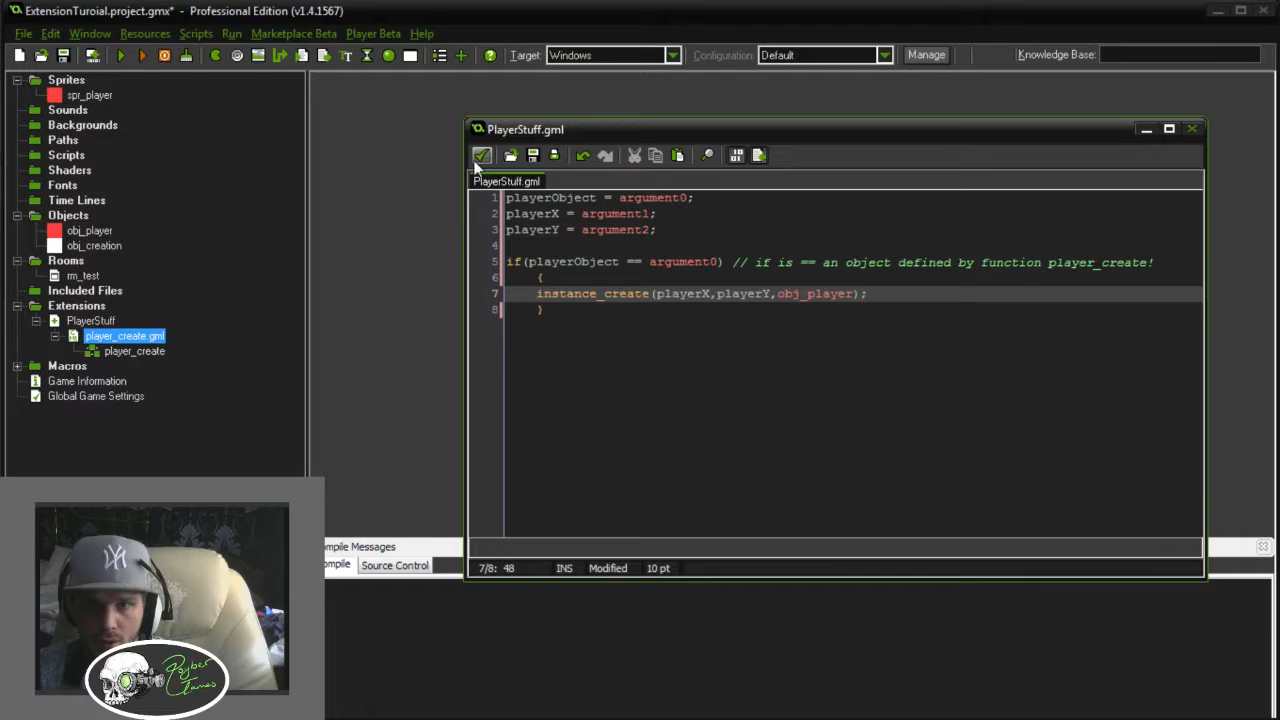 ExtensionTuroial.project.gmx* - Professional Edition (v1.4.1567)
File Edit Window Resources Scripts Run Marketplace Beta Player Beta Help
Target: Windows Configuration: Default Manage Knowledge Base:
Sprites
spr_player
Sounds
Backgrounds
Paths
Scripts
Shaders
Fonts
Time Lines
Objects
obj_player
obj_creation
Rooms
rm_test
Included Files
Extensions
PlayerStuff
player_create.gml
player_create
Macros
Game Information
Global Game Settings
PlayerStuff.gml
PlayerStuff.gml
1 playerObject = argument0;
2 playerX = argument1;
3 playerY = argument2;
4
5 if(playerObject == argument0) // if is == an object defined by function player_create!
6 {
7 instance_create(playerX,playerY,obj_player);
8 }
7/8: 48 INS Modified 10 pt
ompile Messages
ompile Source Control
NY
Psyber
Games